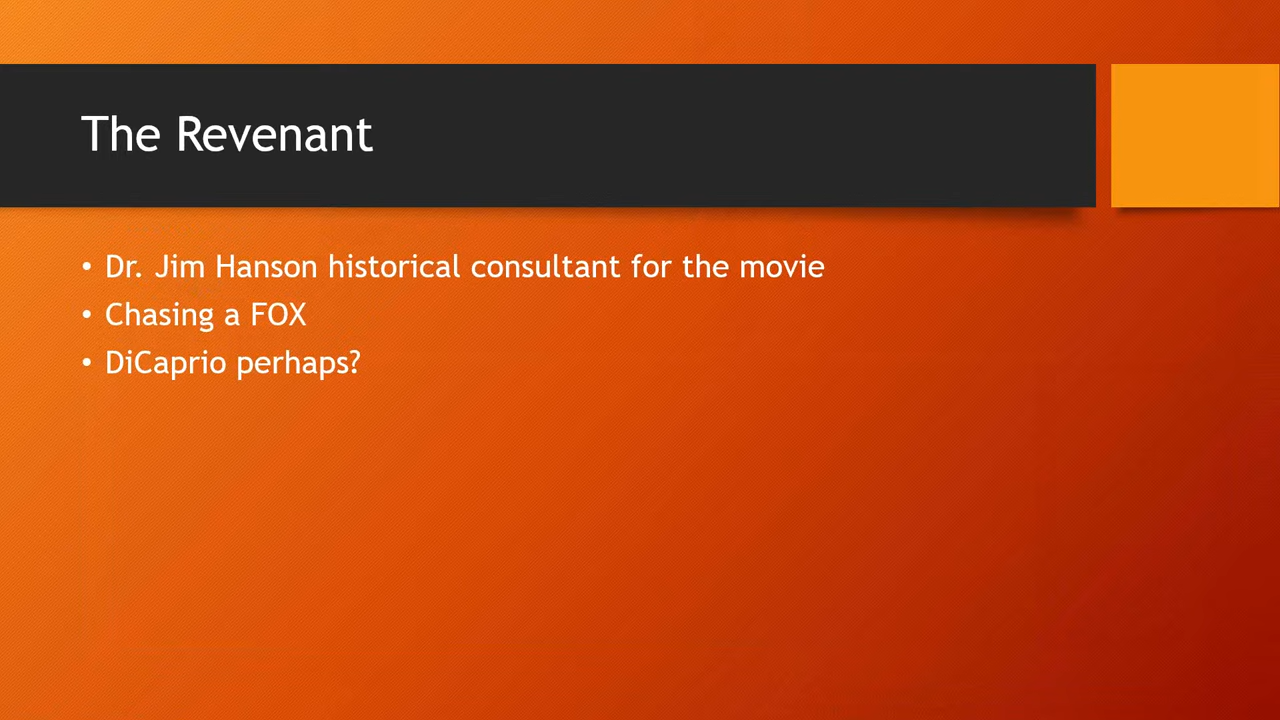 The Revenant
• Dr. Jim Hanson historical consultant for the movie
• Chasing a FOX
• DiCaprio perhaps?